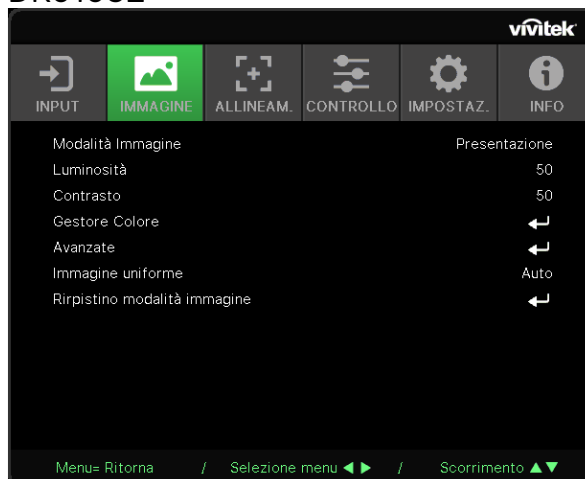 vivitek
INPUT IMMAGINE ALLINEAM. CONTROLLO IMPOSTAZ. INFO
Modalità Immagine Presentazione
Luminosità 50
Contrasto 50
Gestore Colore
Avanzate
Immagine uniforme Auto
Rirpistino modalità immagine
Menu= Ritorna / Selezione menu ◀ ▶ / Scorrimento ▲▼